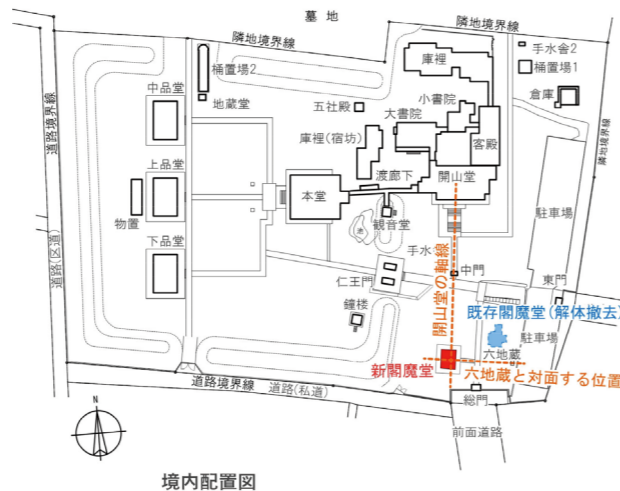 墓 地
隣地境界線
隣地境界線
手水舎2
桶置場2
庫裡
桶置場1
中品堂
倉庫
小書院
地蔵堂
五社殿
大書院
道路境界線
庫裡(宿坊)
客殿
隣地境界線
上品堂
渡廊下
開山堂
本堂
駐車場
物置
観音堂
池
下品堂
手水
開山堂の軸線
中門
道路(区道)
仁王門
東門
鐘楼
既存閻魔堂(解体撤去)
駐車場
六地蔵
新閻魔堂
六地蔵と対面する位置
道路境界線
道路(私道)
総門
N
前面道路
境内配置図